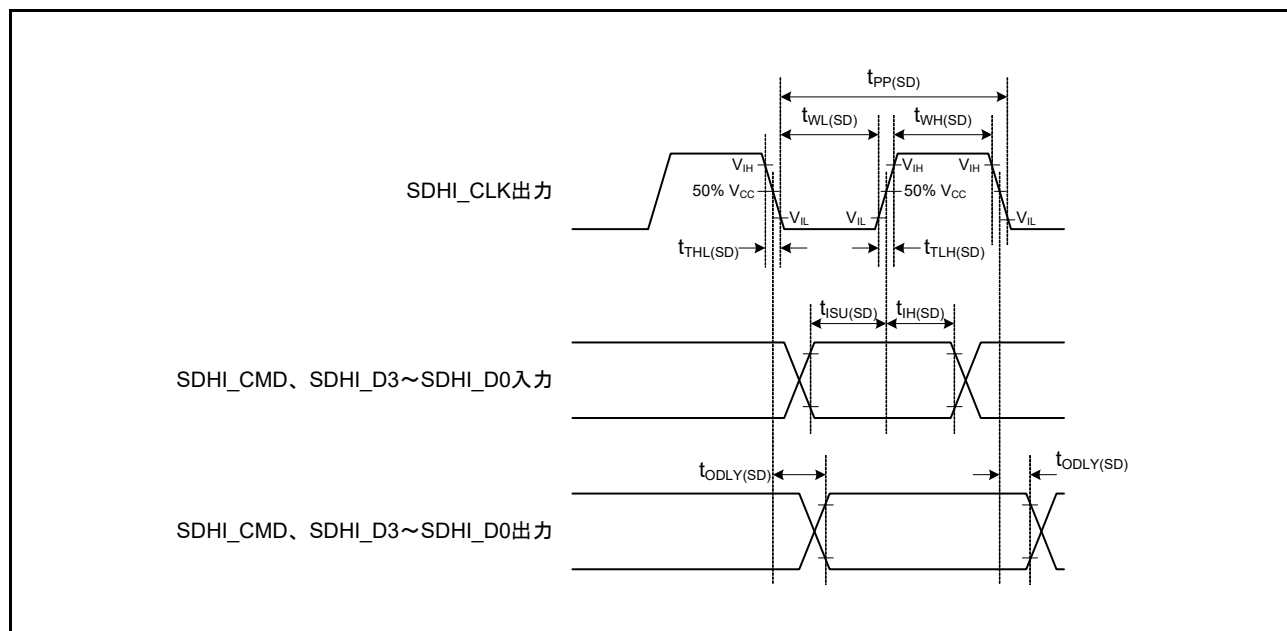 tPP(SD)
tWL(SD)
tWH(SD)
VIH
VIH
VIH
SDHI_CLK出力
50% VCC
50% VCC
VIL
VIL
VIL
tTHL(SD)
tTLH(SD)
tISU(SD)
tIH(SD)
SDHI_CMD、SDHI_D3～SDHI_D0入力
tODLY(SD)
tODLY(SD)
SDHI_CMD、SDHI_D3～SDHI_D0出力